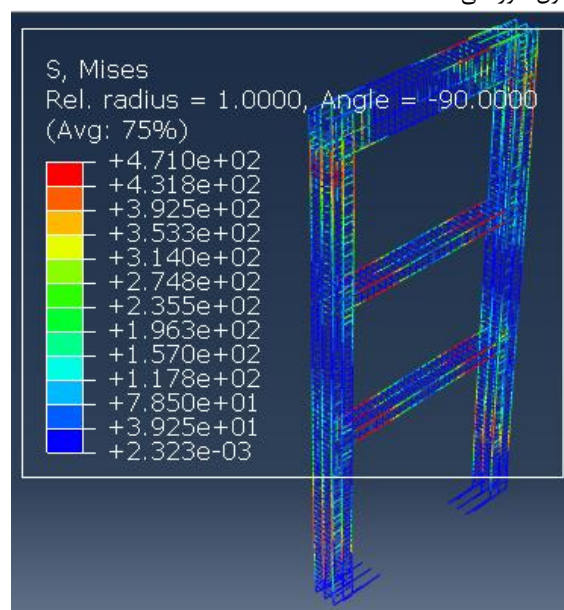 S, Mises
Rel. radius = 1.0000, Angle = -90.0000
(Avg: 75%)
+4.710e+02
+4.318e+02
+3.925e+02
+3.533e+02
+3.140e+02
+2.748e+02
+2.355e+02
+1.963e+02
+1.570e+02
+1.178e+02
+7.850e+01
+3.925e+01
+2.323e-03